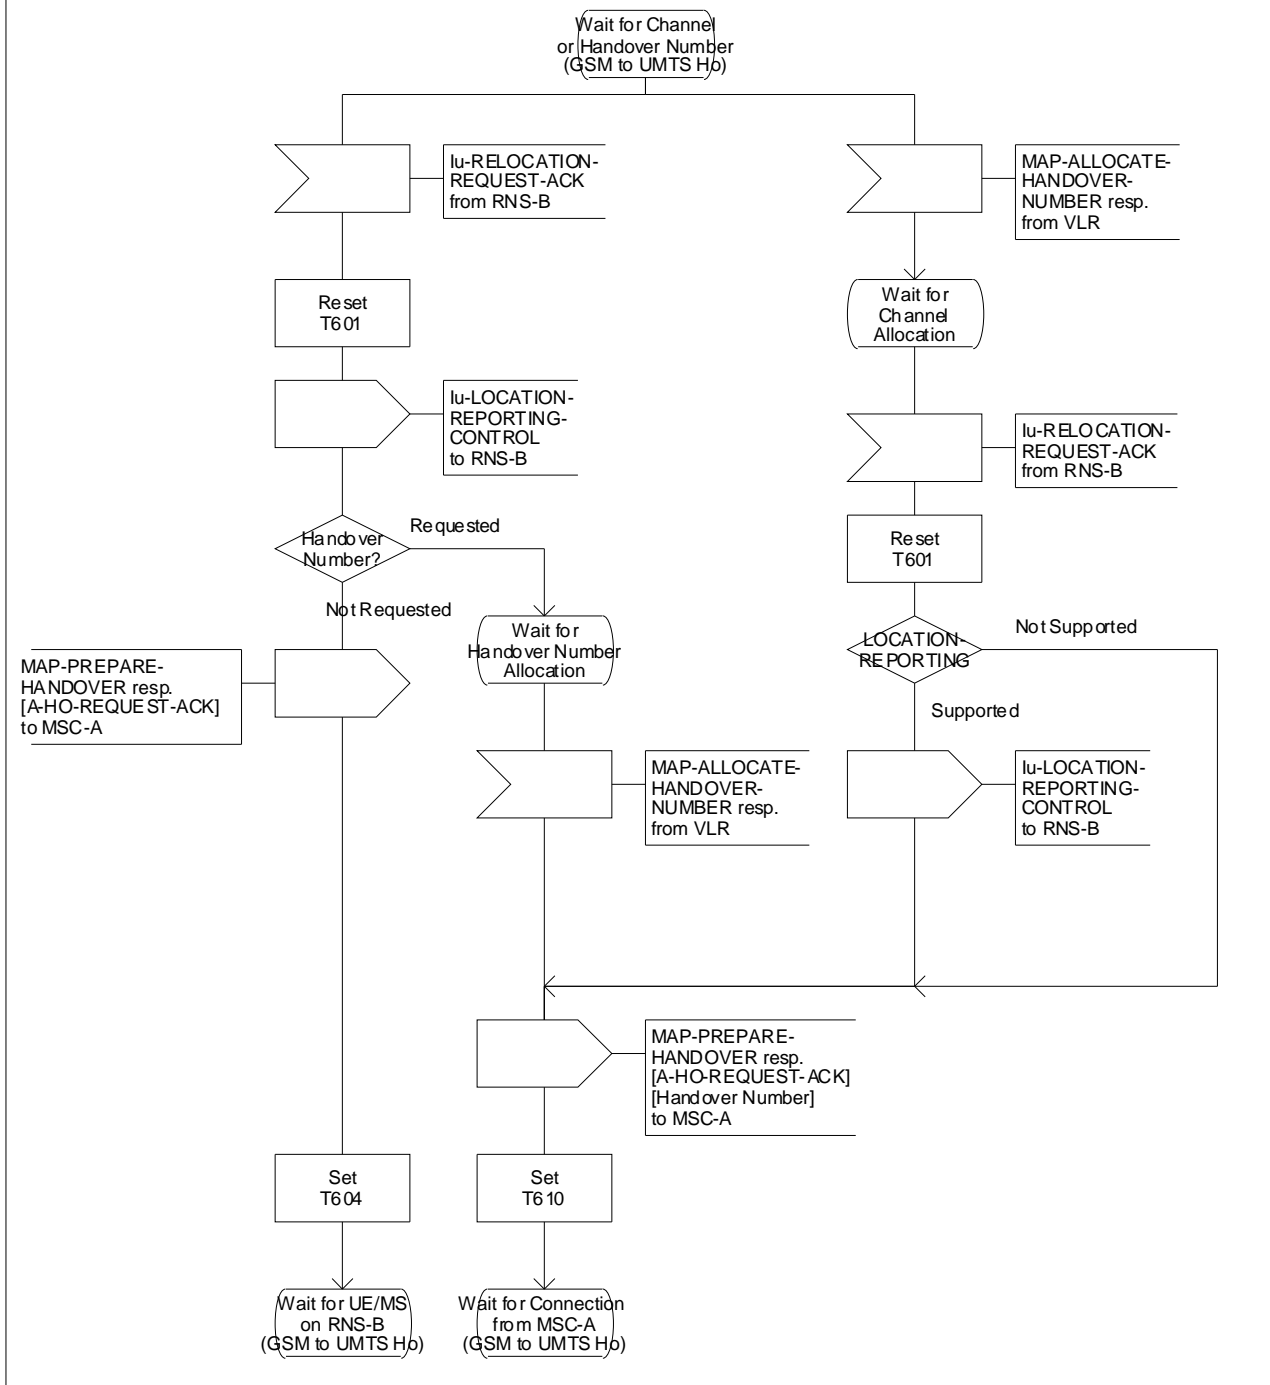 Wait for Channel
or Handover Number
(GSM to UMTS Ho)
Iu-RELOCATION-
REQUEST-ACK
from RNS-B
MAP-ALLOCATE-
HANDOVER-
NUMBER resp.
from VLR
Reset
T601
Wait for
Channel
Allocation
Iu-LOCATION-
REPORTING-
CONTROL
to RNS-B
Iu-RELOCATION-
REQUEST-ACK
from RNS-B
Handover
Number?
Requested
Not Requested
Reset
T601
Wait for
Handover Number
Allocation
LOCATION-
REPORTING
Not Supported
Supported
MAP-PREPARE-
HANDOVER resp.
[A-HO-REQUEST-ACK]
to MSC-A
MAP-ALLOCATE-
HANDOVER-
NUMBER resp.
from VLR
Iu-LOCATION-
REPORTING-
CONTROL
to RNS-B
MAP-PREPARE-
HANDOVER resp.
[A-HO-REQUEST-ACK]
[Handover Number]
to MSC-A
Set
T604
Set
T610
Wait for UE/MS
on RNS-B
(GSM to UMTS Ho)
Wait for Connection
from MSC-A
(GSM to UMTS Ho)